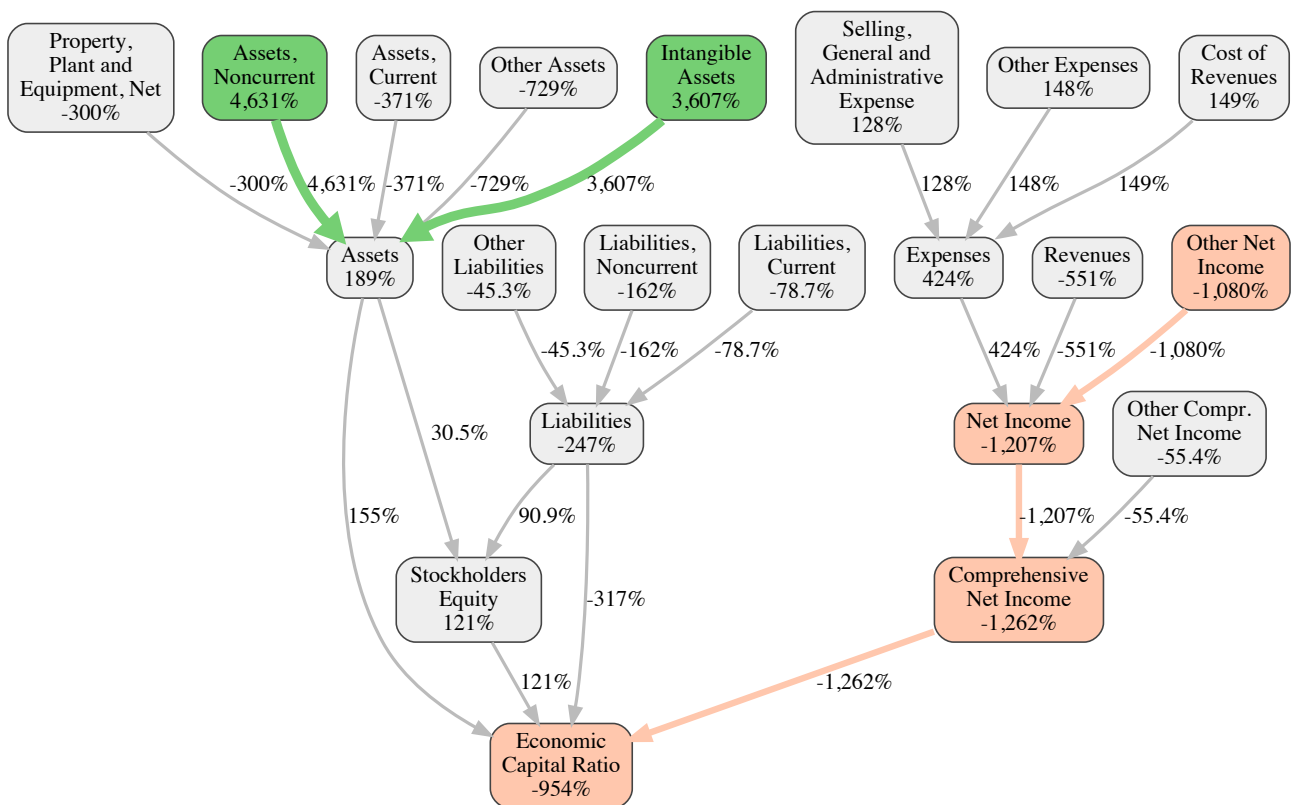 Property,
Plant and
Equipment, Net
-300%
Assets,
Noncurrent
4,631%
Assets,
Current
-371%
Other Assets
-729%
Intangible
Assets
3,607%
Selling,
General and
Administrative
Expense
128%
Other Expenses
148%
Cost of
Revenues
149%
-300%
4,631%
-371%
-729%
3,607%
128%
148%
149%
Assets
189%
Other
Liabilities
-45.3%
Liabilities,
Noncurrent
-162%
Liabilities,
Current
-78.7%
Expenses
424%
Revenues
-551%
Other Net
Income
-1,080%
-45.3%
-162%
-78.7%
424%
-551%
-1,080%
Liabilities
-247%
Net Income
-1,207%
Other Compr.
Net Income
-55.4%
30.5%
155%
90.9%
-317%
-1,207%
-55.4%
Stockholders
Equity
121%
Comprehensive
Net Income
-1,262%
121%
-1,262%
Economic
Capital Ratio
-954%